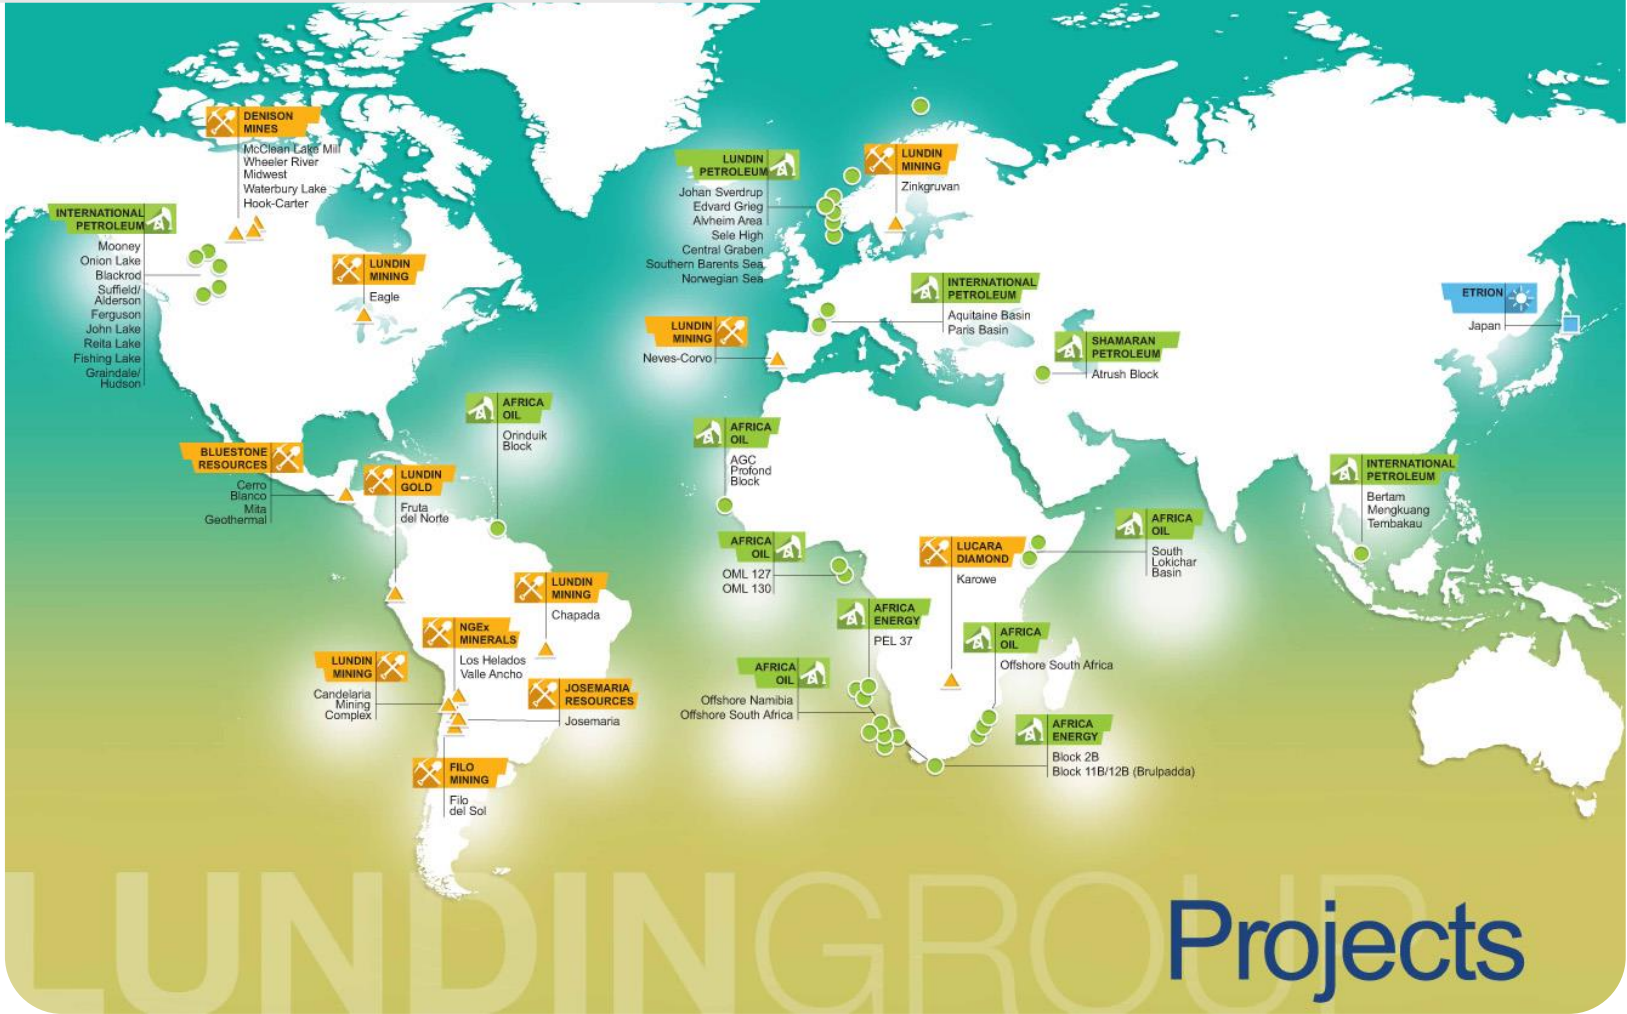 DENISON
MINES
McClean Lake Mill
Wheeler River
Midwest
Waterbury Lake
Hook-Carter
INTERNATIONAL
PETROLEUM
Mooney
Onion Lake
Blackrod
Suffield/
Alderson
Ferguson
John Lake
Reita Lake
Fishing Lake
Graindale/
Hudson
LUNDIN
MINING
Eagle
LUNDIN
PETROLEUM
Johan Sverdrup
Edvard Grieg
Alvheim Area
Sele High
Central Graben
Southern Barents Sea
Norwegian Sea
LUNDIN
MINING
Zinkgruvan
INTERNATIONAL
PETROLEUM
Aquitaine Basin
Paris Basin
LUNDIN
MINING
Neves-Corvo
SHAMARAN
PETROLEUM
Atrush Block
ETRION
Japan
AFRICA
OIL
Orinduik
Block
AFRICA
OIL
AGC
Profond
Block
BLUESTONE
RESOURCES
Cerro
Blanco
Mita
Geothermal
LUNDIN
GOLD
Fruta
del Norte
INTERNATIONAL
PETROLEUM
Bertam
Mengkuang
Tembakau
AFRICA
OIL
South
Lokichar
Basin
AFRICA
OIL
OML 127
OML 130
LUCARA
DIAMOND
Karowe
LUNDIN
MINING
Chapada
AFRICA
ENERGY
PEL 37
NGEx
MINERALS
Los Helados
Valle Ancho
AFRICA
OIL
Offshore South Africa
LUNDIN
MINING
Candelaria
Mining
Complex
AFRICA
OIL
Offshore Namibia
Offshore South Africa
JOSEMARIA
RESOURCES
Josemaria
AFRICA
ENERGY
Block 2B
Block 11B/12B (Brulpadda)
FILO
MINING
Filo
del Sol
LUNDINGROUP
Projects